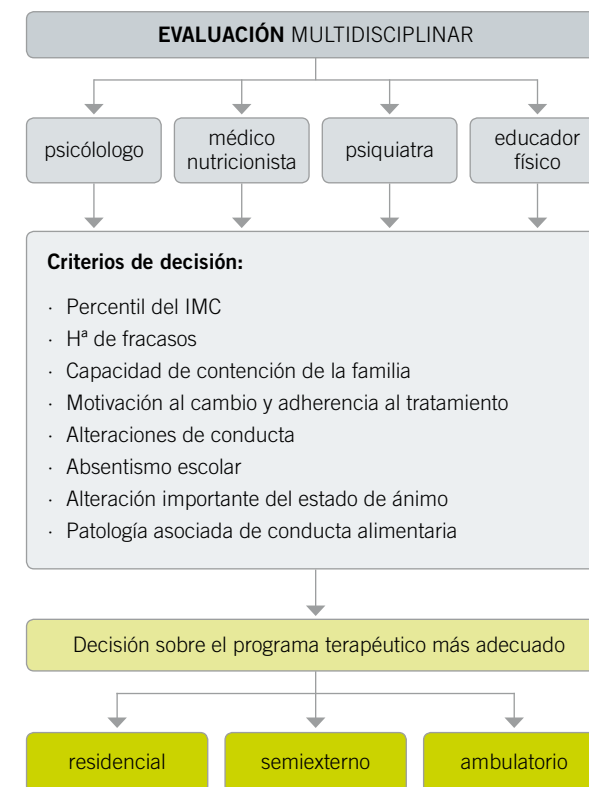 EVALUACIÓN MULTIDISCIPLINAR
psicólologo
médico
nutricionista
psiquiatra
educador
físico
Criterios de decisión:
· Percentil del IMC
· Hª de fracasos
· Capacidad de contención de la familia
· Motivación al cambio y adherencia al tratamiento
· Alteraciones de conducta
· Absentismo escolar
· Alteración importante del estado de ánimo
· Patología asociada de conducta alimentaria
Decisión sobre el programa terapéutico más adecuado
residencial
semiexterno
ambulatorio